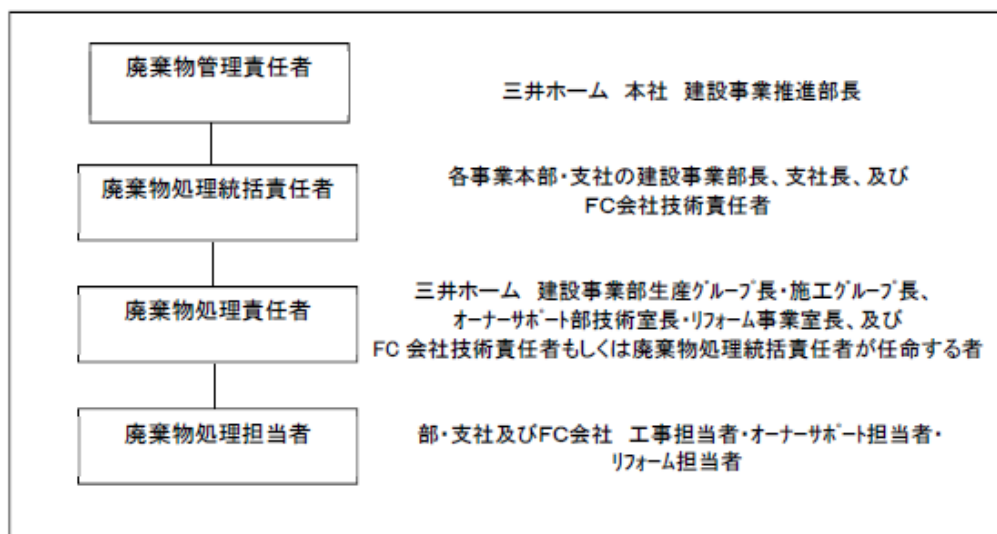 廃棄物管理責任者
三井ホーム 本社 建設事業推進部長
廃棄物処理統括責任者
各事業本部・支社の建設事業部長、支社長、及び
FC会社技術責任者
廃棄物処理責任者
三井ホーム 建設事業部生産ｸﾞﾙｰﾌﾟ長・施工ｸﾞﾙｰﾌﾟ長、
ｵｰﾅｰｻﾎﾟｰﾄ部技術室長・ﾘﾌｫｰﾑ事業室長、及び
FC 会社技術責任者もしくは廃棄物処理統括責任者が任命する者
廃棄物処理担当者
部・支社及びFC会社 工事担当者・ｵｰﾅｰｻﾎﾟｰﾄ担当者・
ﾘﾌｫｰﾑ担当者